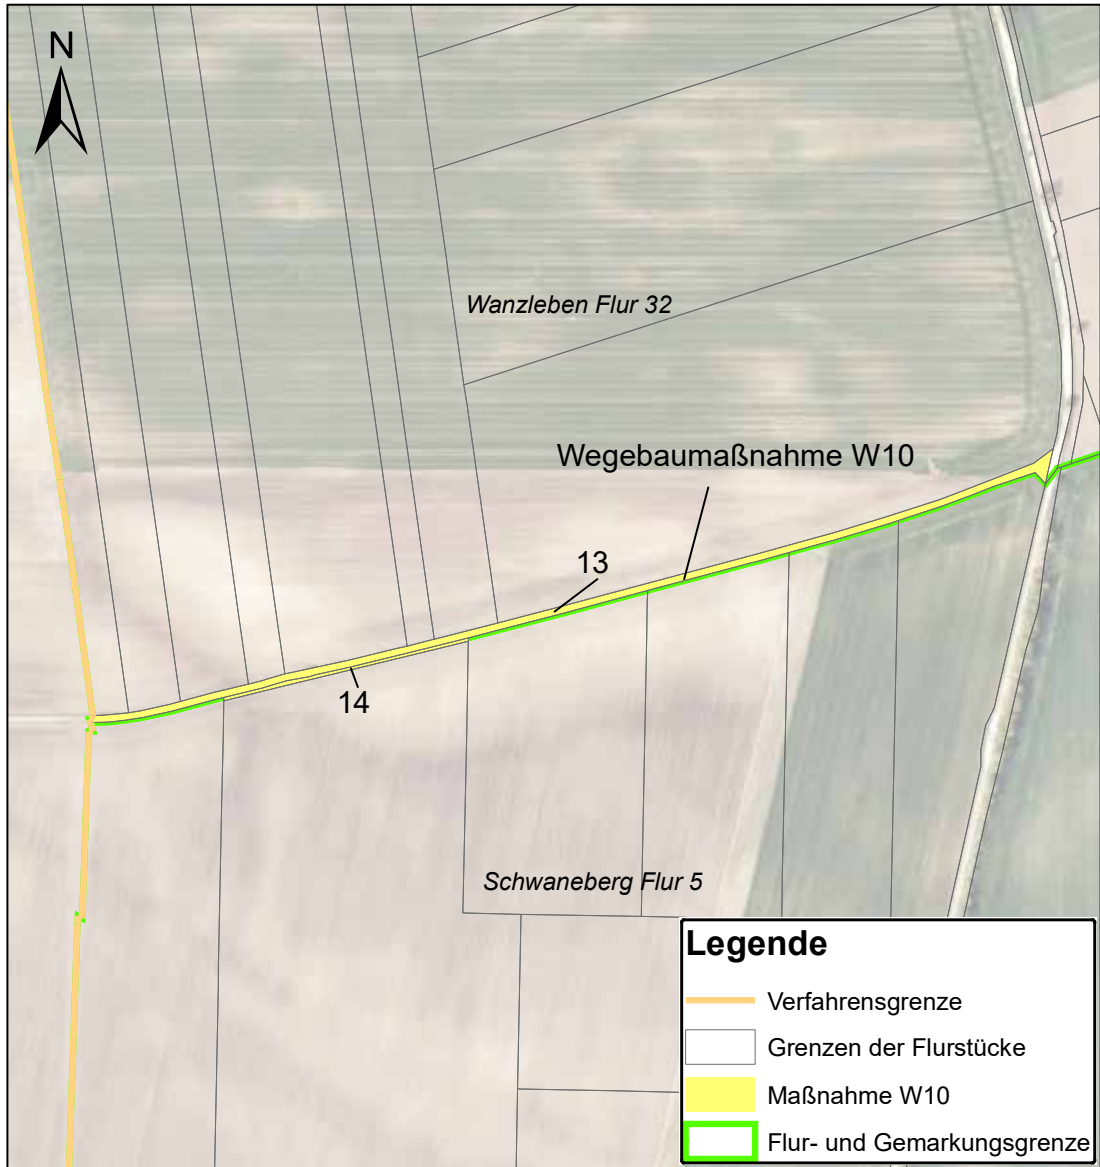 N
Wanzleben Flur 32
Wegebaumaßnahme W10
13
14
Schwaneberg Flur 5
Legende
Verfahrensgrenze
Grenzen der Flurstücke
Maßnahme W10
Flur- und Gemarkungsgrenze